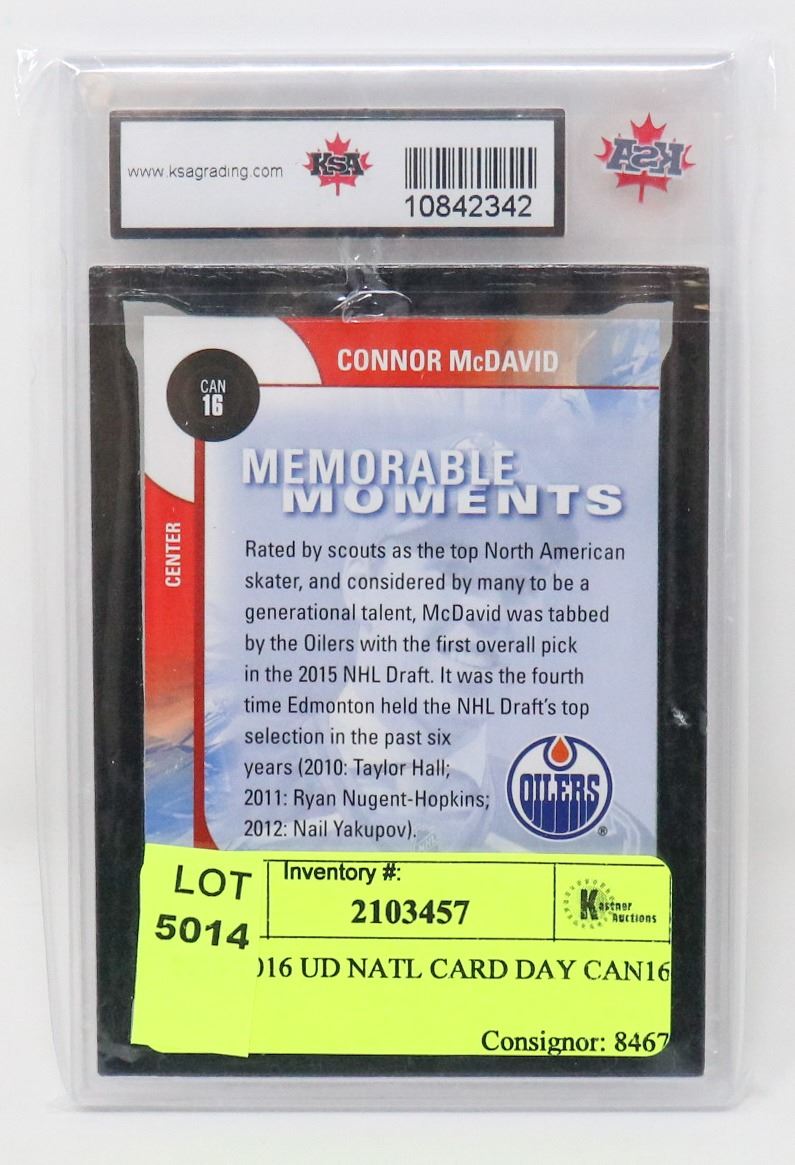 www.ksagrading.com
KSA
10842342
KSA
CONNOR McDAVID
CAN
16
MEMORABLE
MOMENTS
CENTER
Rated by scouts as the top North American
skater, and considered by many to be a
generational talent, McDavid was tabbed
by the Oilers with the first overall pick
in the 2015 NHL Draft. It was the fourth
time Edmonton held the NHL Draft's top
selection in the past six
years (2010: Taylor Hall;
2011: Ryan Nugent-Hopkins;
2012: Nail Yakupov).
OILERS
®
LOT
5014
Inventory #:
2103457
Kastner
Auctions
016 UD NATL CARD DAY CAN16
Consignor: 8467